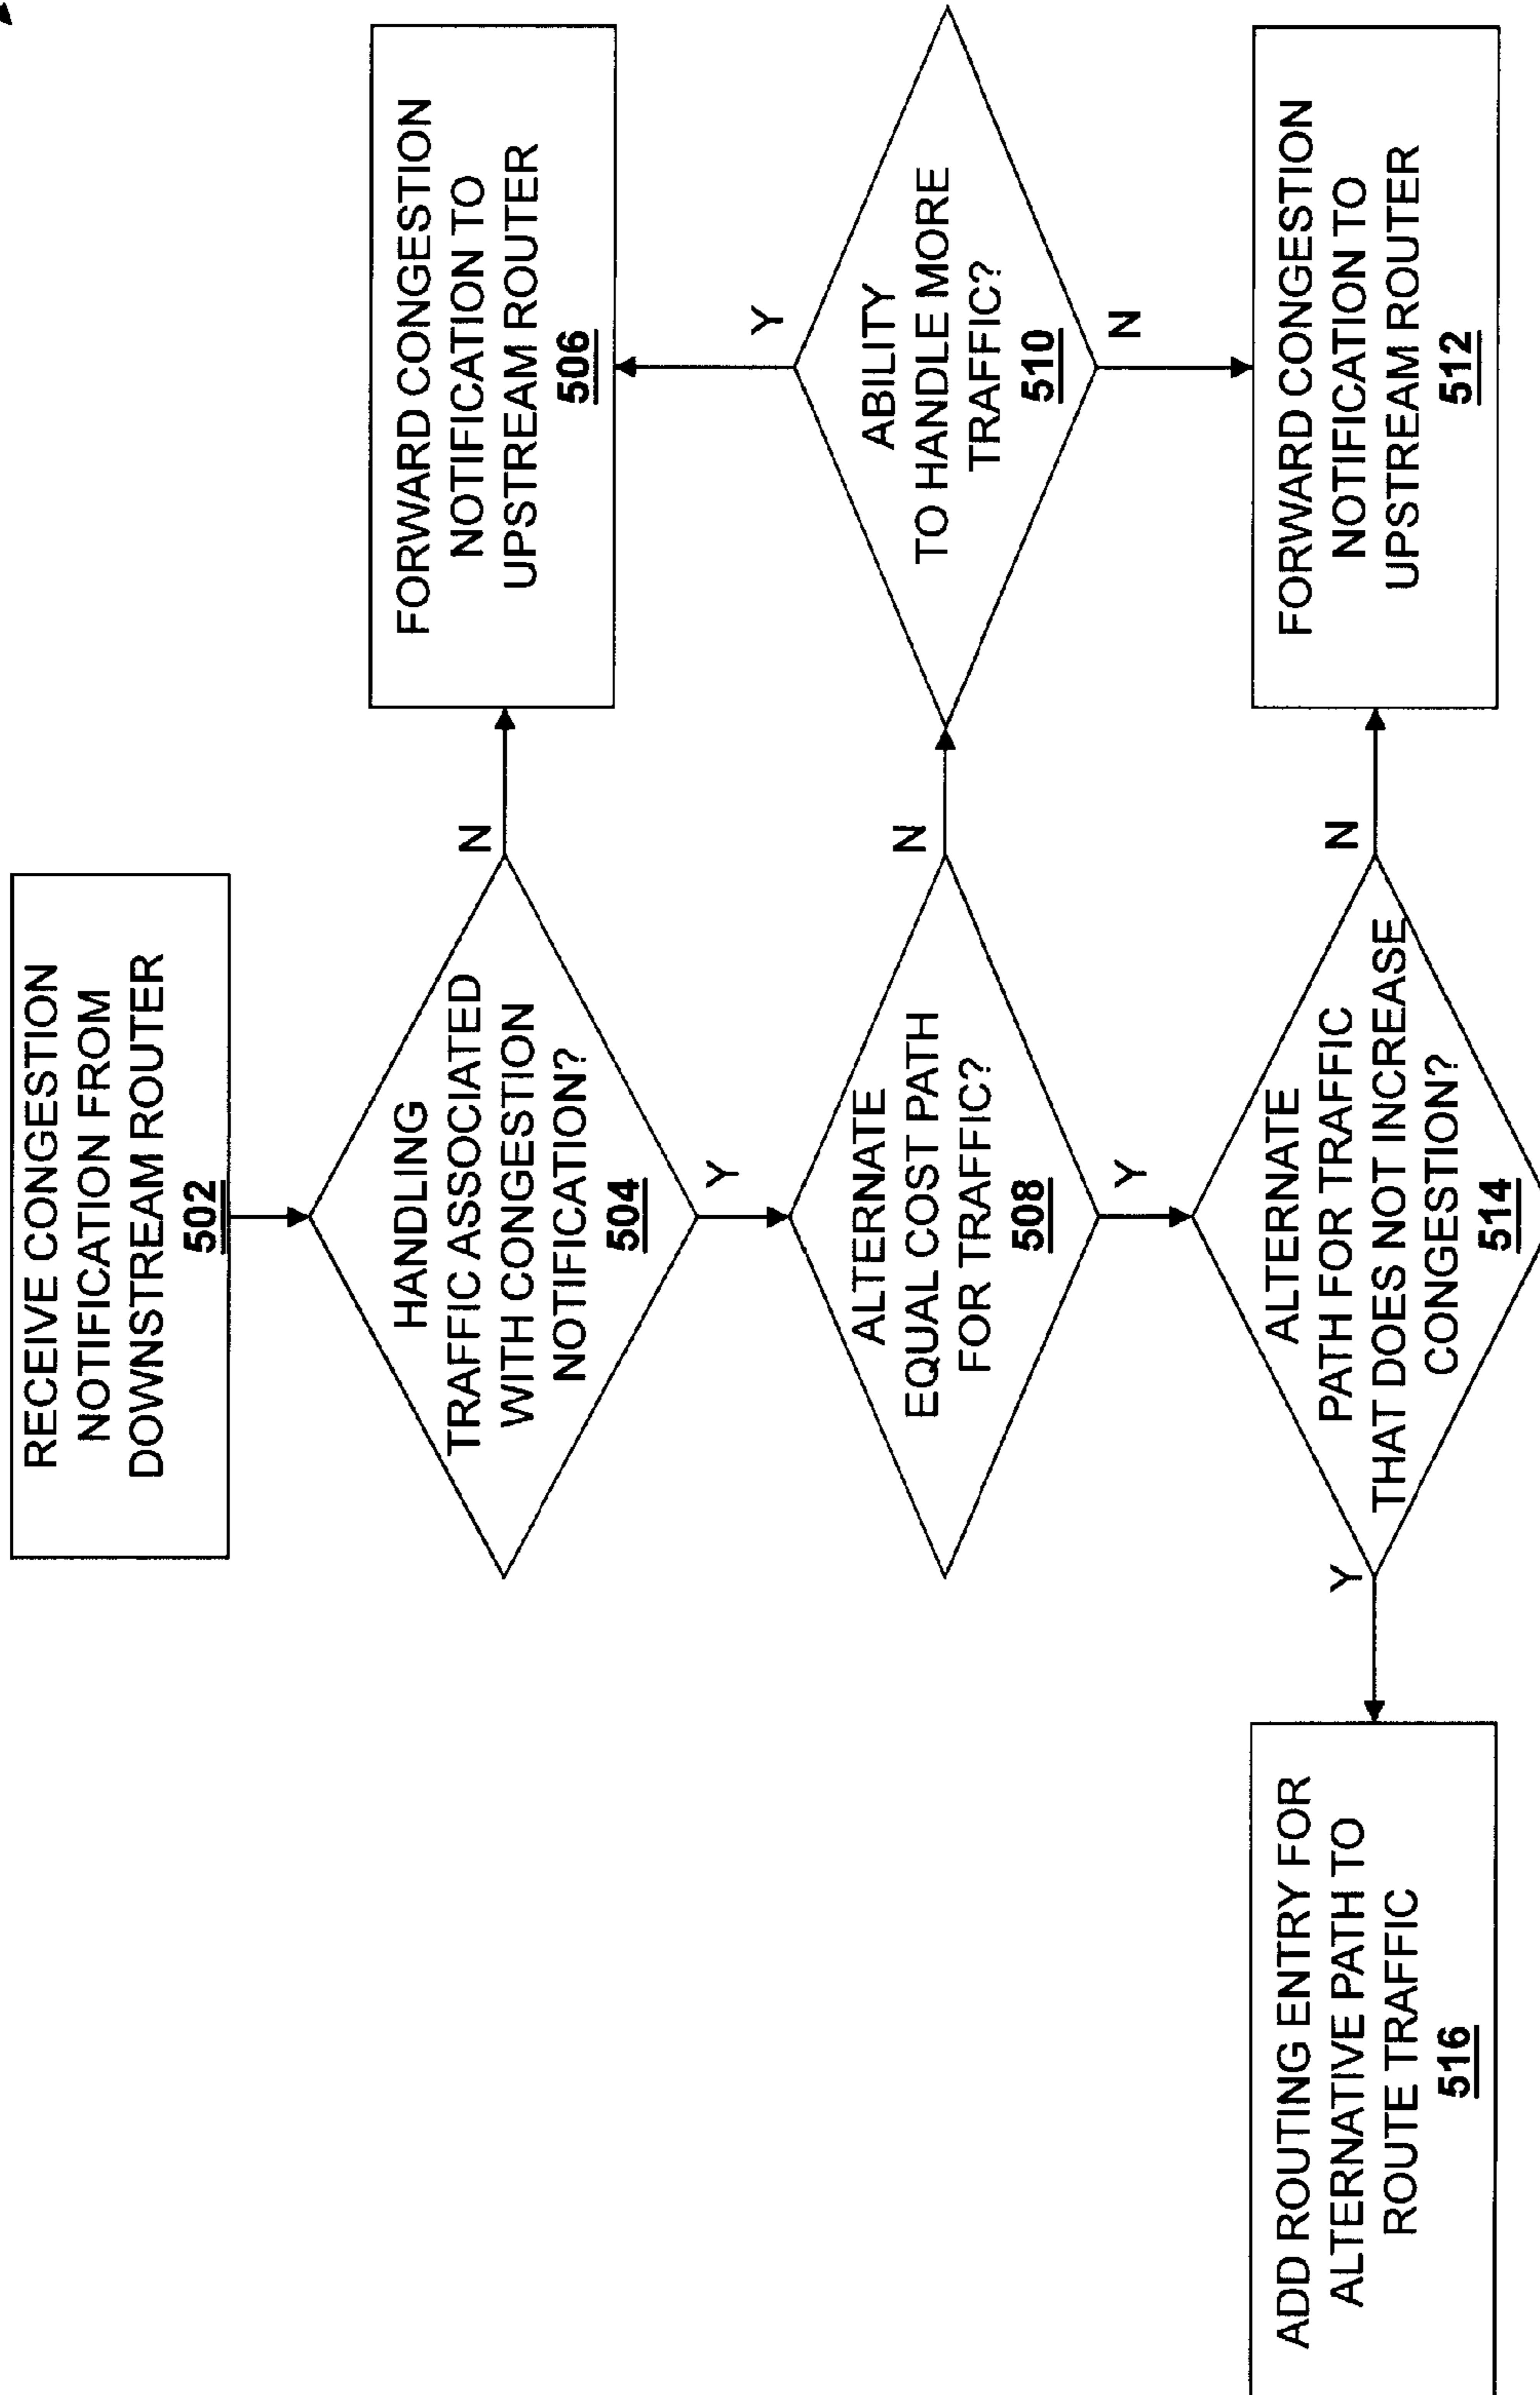 RECEIVE CONGESTION
NOTIFICATION FROM
DOWNSTREAM ROUTER
502
HANDLING
TRAFFIC ASSOCIATED
WITH CONGESTION
NOTIFICATION?
504
N
FORWARD CONGESTION
NOTIFICATION TO
UPSTREAM ROUTER
506
Y
ALTERNATE
EQUAL COST PATH
FOR TRAFFIC?
508
N
ABILITY
TO HANDLE MORE
TRAFFIC?
510
Y
N
Y
ALTERNATE
PATH FOR TRAFFIC
THAT DOES NOT INCREASE
CONGESTION?
514
N
FORWARD CONGESTION
NOTIFICATION TO
UPSTREAM ROUTER
512
Y
ADD ROUTING ENTRY FOR
ALTERNATIVE PATH TO
ROUTE TRAFFIC
516